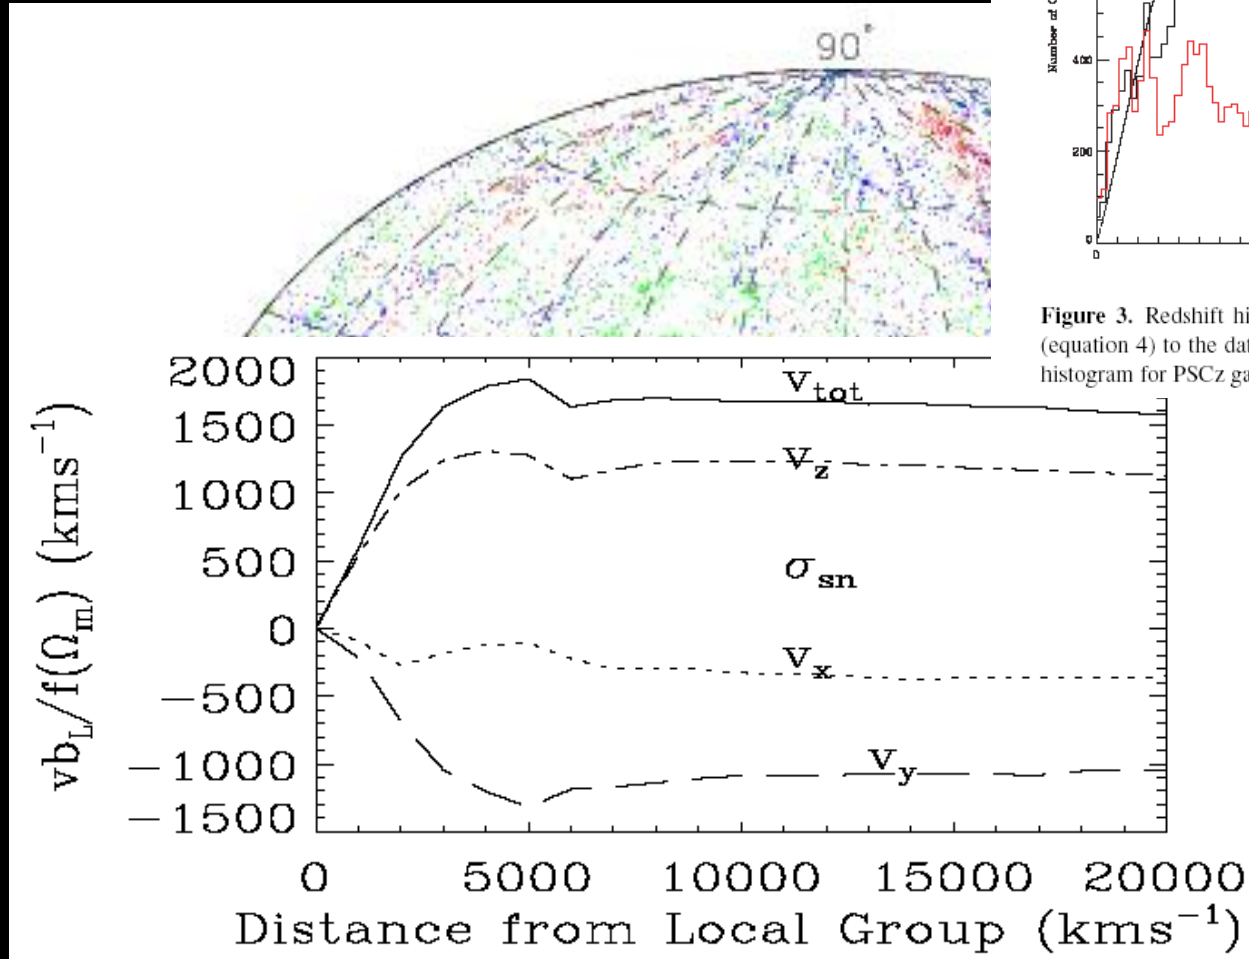 90°
Number of
400
200
0
0
Figure 3. Redshift hi
(equation 4) to the dat
histogram for PSCz ga
2000
1500
1000
500
0
−500
−1000
−1500
vb_L/f(Ω_m) (kms⁻¹)
V_tot
V_z
σ_sn
V_x
V_y
0 5000 10000 15000 20000
Distance from Local Group (kms⁻¹)